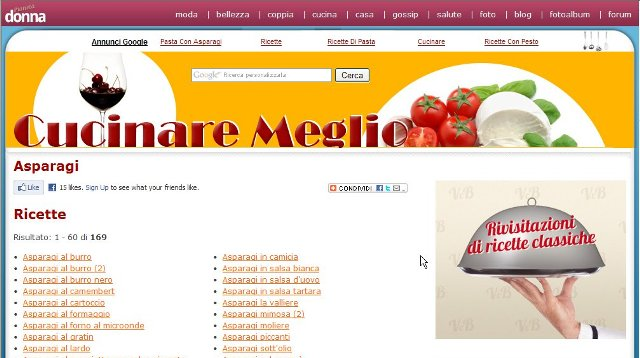 Pianeta
donna
moda | bellezza | coppia | cucina | casa | gossip | salute | foto | blog | fotoalbum | forum
Annunci Google Pasta Con Asparagi Ricette Ricette Di Pasta Cucinare Ricette Con Pesto
Google Ricerca personalizzata Cerca
Cucinare Meglio
Asparagi
Like 15 likes. Sign Up to see what your friends like. CONDIVIDI
Ricette
Risultato: 1 - 60 di 169
Asparagi al burro
Asparagi al burro (2)
Asparagi al burro nero
Asparagi al camembert
Asparagi al cartoccio
Asparagi al formaggio
Asparagi al forno al microonde
Asparagi al gratin
Asparagi al lardo
Asparagi in camicia
Asparagi in salsa bianca
Asparagi in salsa d'uovo
Asparagi in salsa tartara
Asparagi la valliere
Asparagi mimosa (2)
Asparagi moliere
Asparagi piccanti
Asparagi sott'olio
Rivisitazioni
di ricette classiche